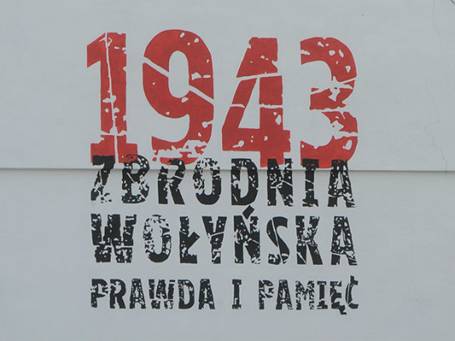 1943
ZBRODNIA
WOŁYŃSKA
PRAWDA I PAMIĘĆ